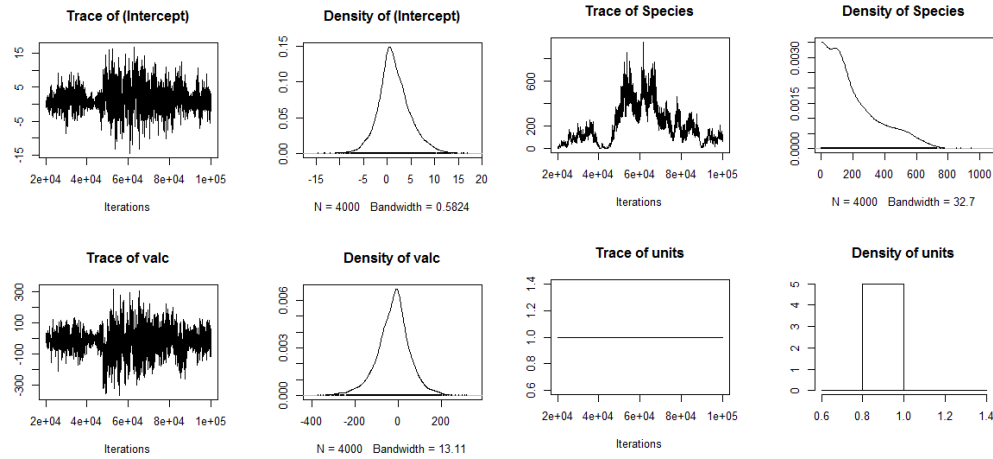 Trace of (Intercept)
15
5
-5
-15
2e+04 4e+04 6e+04 8e+04 1e+05
Iterations
Density of (Intercept)
0.15
0.10
0.05
0.00
-15 -5 0 5 10 15 20
N = 4000 Bandwidth = 0.5824
Trace of Species
600
400
200
0
2e+04 4e+04 6e+04 8e+04 1e+05
Iterations
Density of Species
0.0030
0.0015
0.0000
0 200 400 600 800 1000
N = 4000 Bandwidth = 32.7
Trace of valc
300
100
-100
-300
2e+04 4e+04 6e+04 8e+04 1e+05
Iterations
Density of valc
0.006
0.003
0.000
-400 -200 0 200
N = 4000 Bandwidth = 13.11
Trace of units
1.4
1.2
1.0
0.8
0.6
2e+04 4e+04 6e+04 8e+04 1e+05
Iterations
Density of units
5
4
3
2
1
0
0.6 0.8 1.0 1.2 1.4